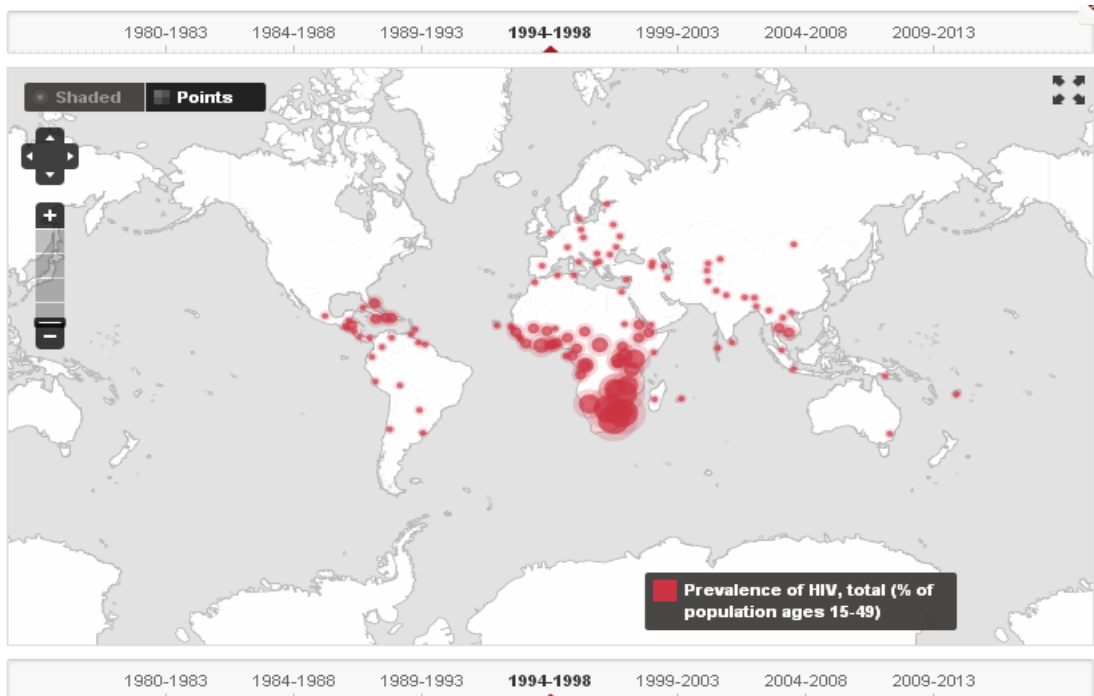 1980-1983 1984-1988 1989-1993 1994-1998 1999-2003 2004-2008 2009-2013
Shaded Points
+
−
Prevalence of HIV, total (% of
population ages 15-49)
1980-1983 1984-1988 1989-1993 1994-1998 1999-2003 2004-2008 2009-2013